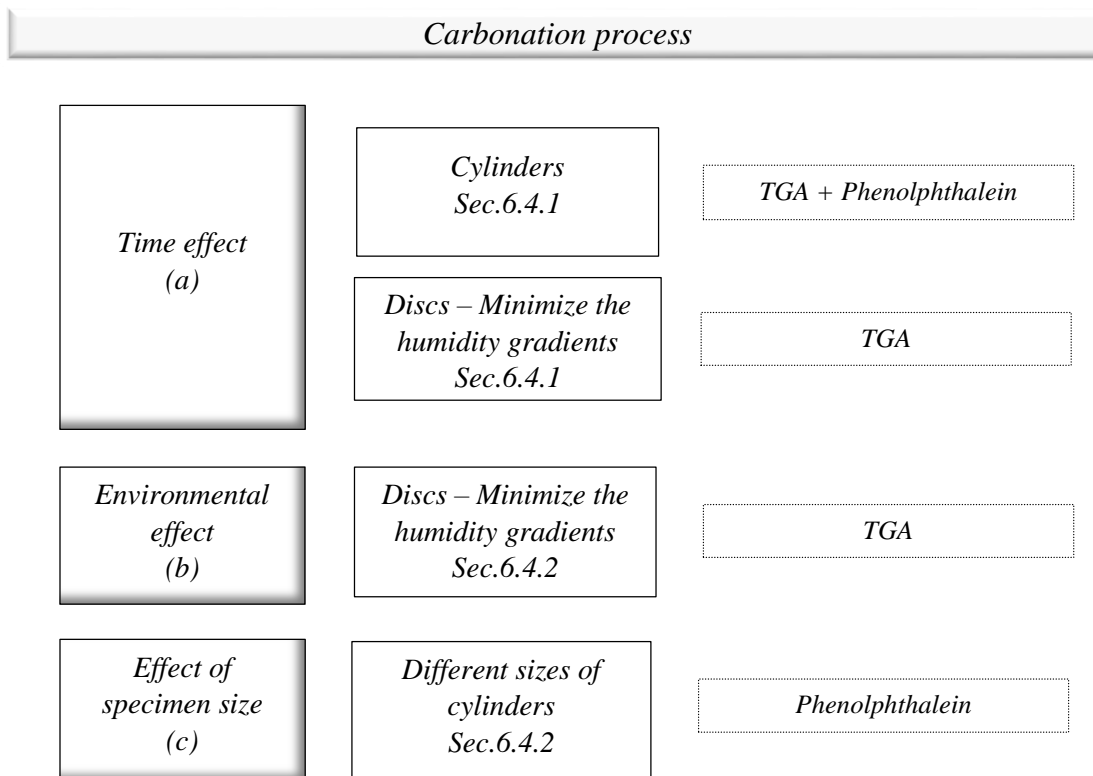 Carbonation process
Time effect
(a)
Cylinders
Sec.6.4.1
TGA + Phenolphthalein
Discs – Minimize the
humidity gradients
Sec.6.4.1
TGA
Environmental
effect
(b)
Discs – Minimize the
humidity gradients
Sec.6.4.2
TGA
Effect of
specimen size
(c)
Different sizes of
cylinders
Sec.6.4.2
Phenolphthalein